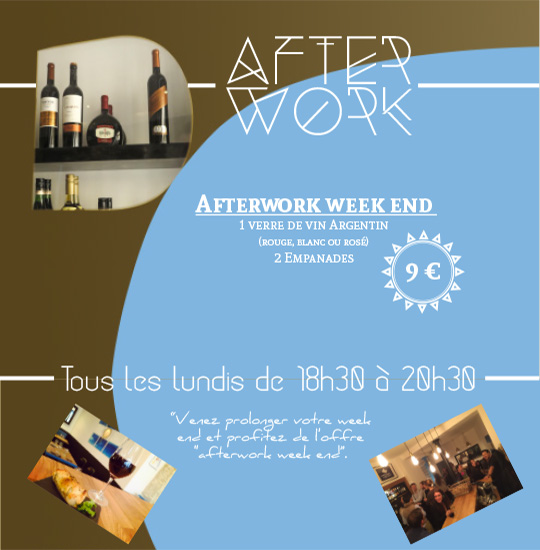 AFTER
WORK
AFTERWORK WEEK END
1 VERRE DE VIN ARGENTIN
(ROUGE, BLANC OU ROSÉ)
2 EMPANADES
9 €
Tous les lundis de 18h30 à 20h30
"Venez prolonger votre week
end et profitez de l'offre
"afterwork week end".